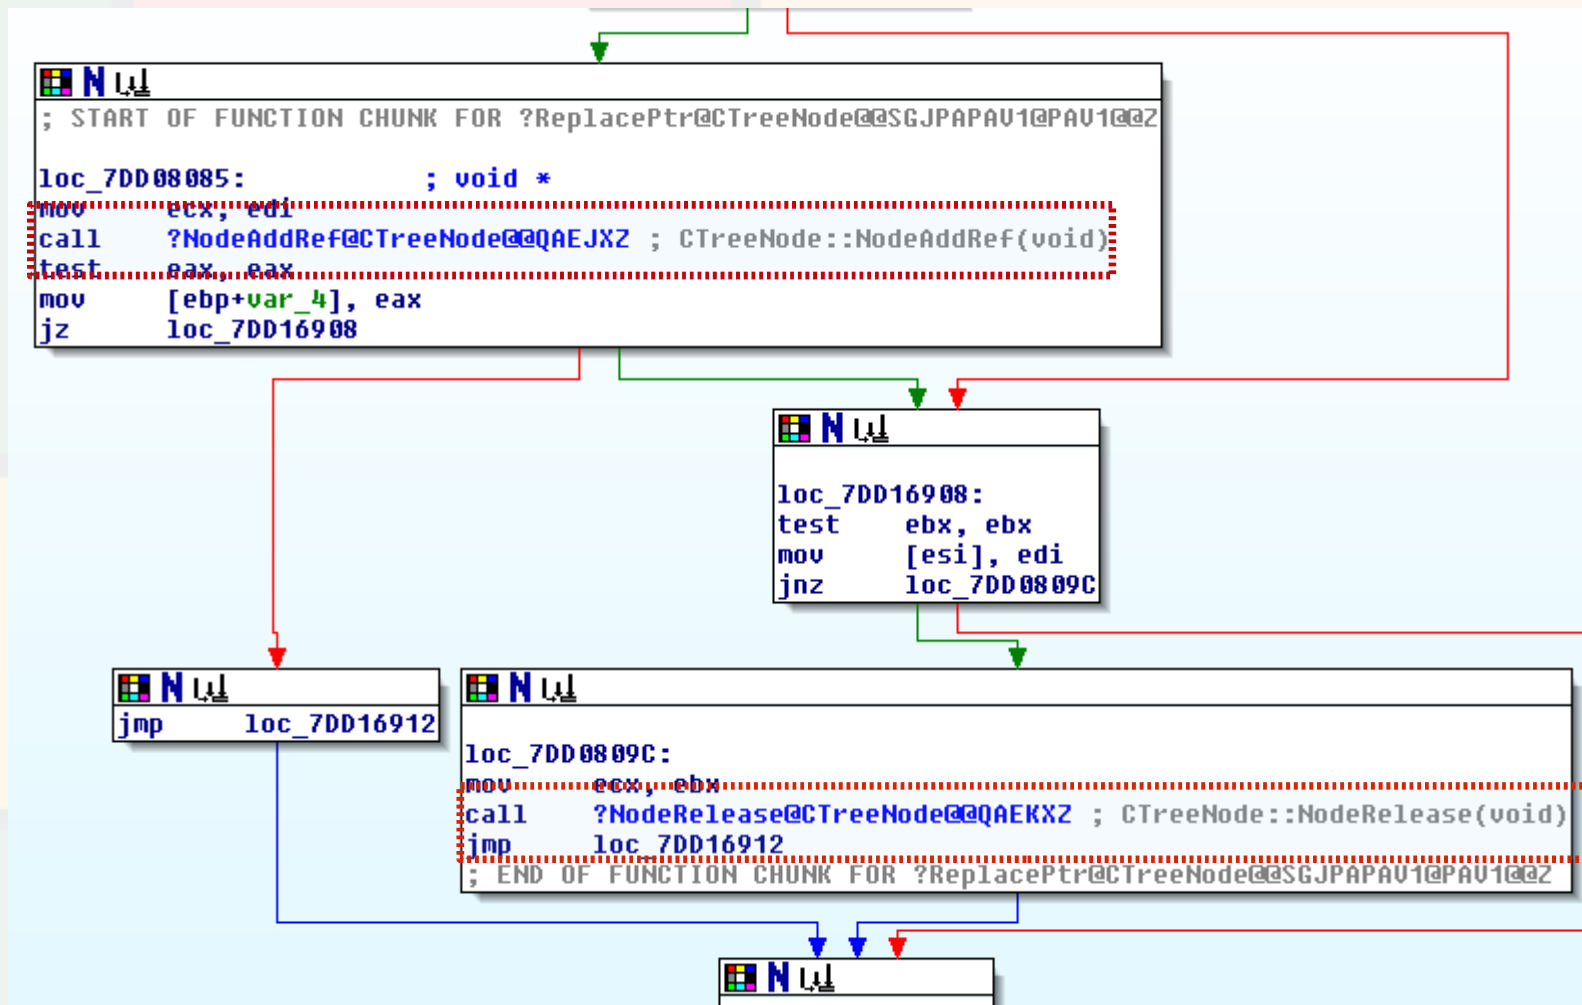 ; START OF FUNCTION CHUNK FOR ?ReplacePtr@CTreeNode@@SGJPAPAV1@PAV1@@Z
loc_7DD08085: ; void *
mov ecx, edi
call ?NodeAddRef@CTreeNode@@QAEJXZ ; CTreeNode::NodeAddRef(void)
test eax, eax
mov [ebp+var_4], eax
jz loc_7DD16908
loc_7DD16908:
test ebx, ebx
mov [esi], edi
jnz loc_7DD0809C
jmp loc_7DD16912
loc_7DD0809C:
mov ecx, ebx
call ?NodeRelease@CTreeNode@@QAEKXZ ; CTreeNode::NodeRelease(void)
jmp loc_7DD16912
; END OF FUNCTION CHUNK FOR ?ReplacePtr@CTreeNode@@SGJPAPAV1@PAV1@@Z